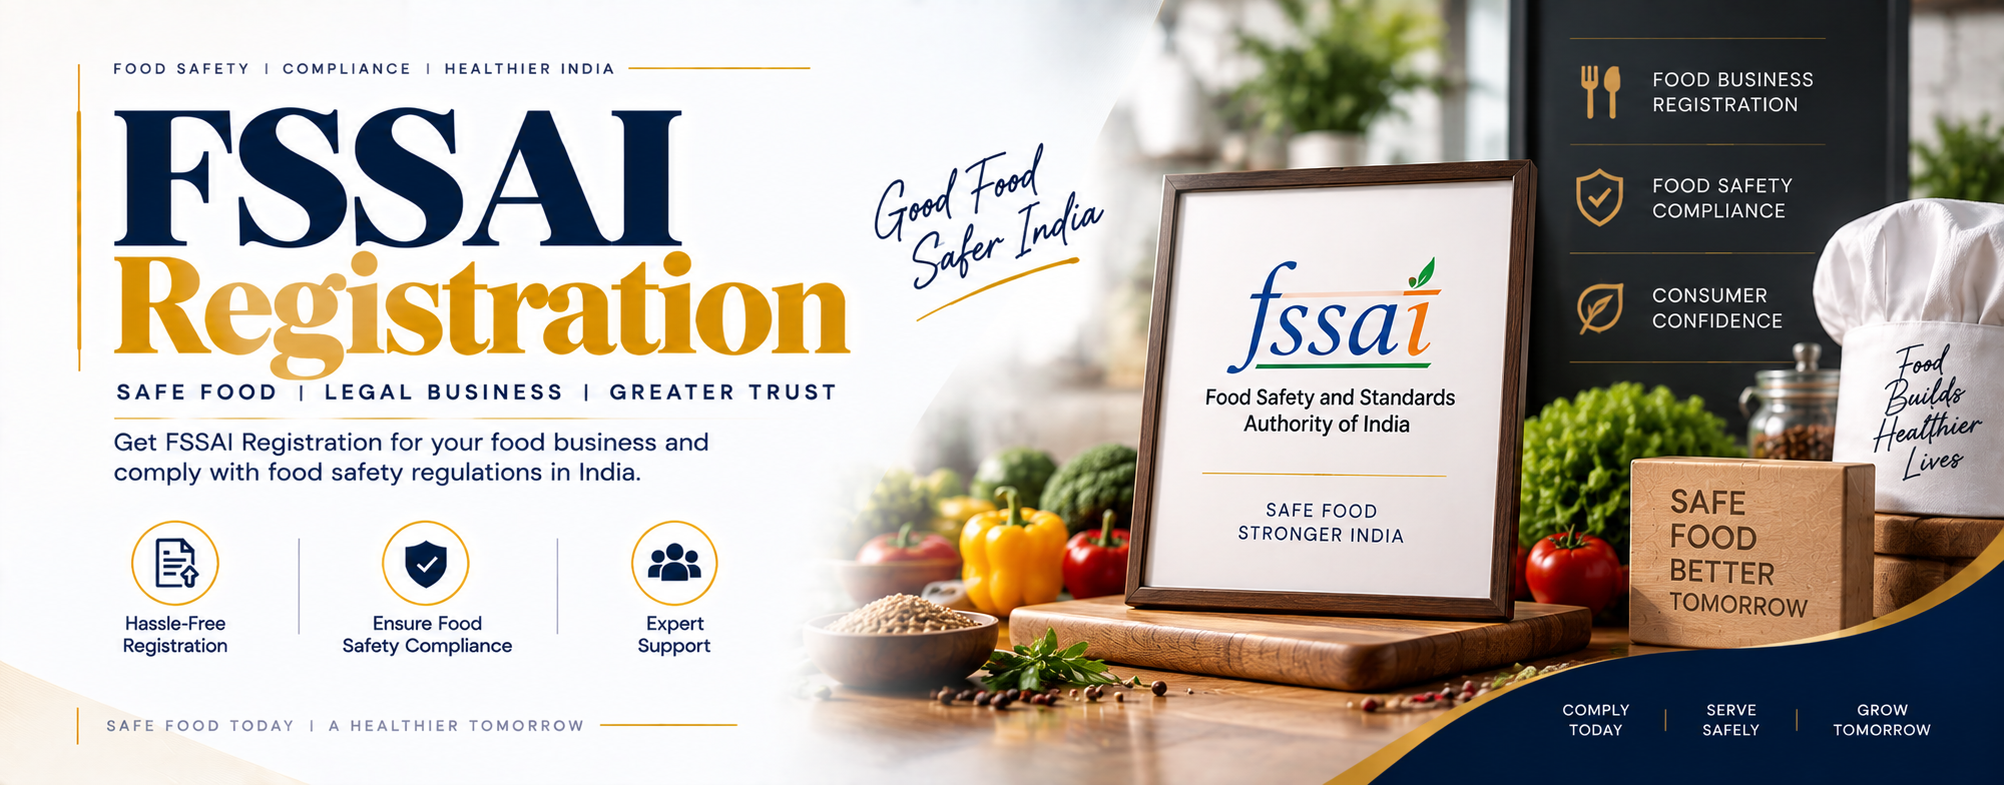 FOOD SAFETY | COMPLIANCE | HEALTHIER INDIA
FSSAI
Registration
SAFE FOOD | LEGAL BUSINESS | GREATER TRUST
Get FSSAI Registration for your food business and
comply with food safety regulations in India.
Hassle-Free
Registration
Ensure Food
Safety Compliance
Expert
Support
SAFE FOOD TODAY | A HEALTHIER TOMORROW
Good Food
Safer India
fssai
Food Safety and Standards
Authority of India
SAFE FOOD
STRONGER INDIA
FOOD BUSINESS
REGISTRATION
FOOD SAFETY
COMPLIANCE
CONSUMER
CONFIDENCE
Food
Builds
Healthier
Lives
SAFE
FOOD
BETTER
TOMORROW
COMPLY
TODAY
SERVE
SAFELY
GROW
TOMORROW